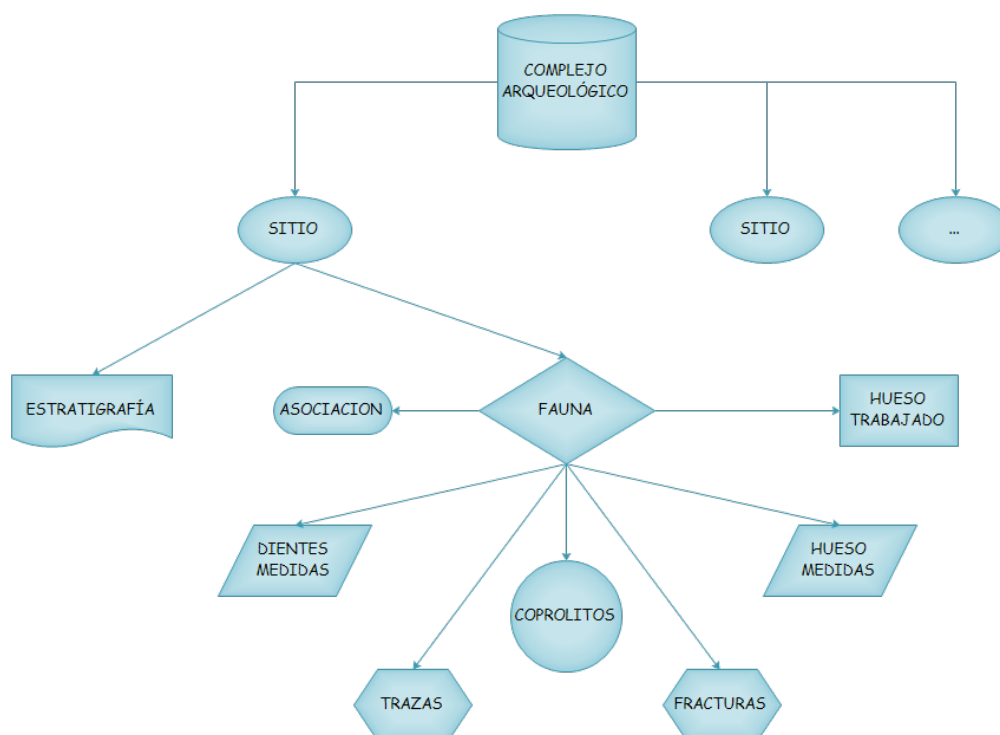 COMPLEJO
ARQUEOLÓGICO
SITIO
SITIO
...
ESTRATIGRAFÍA
ASOCIACION
FAUNA
HUESO
TRABAJADO
DIENTES
MEDIDAS
COPROLITOS
HUESO
MEDIDAS
TRAZAS
FRACTURAS